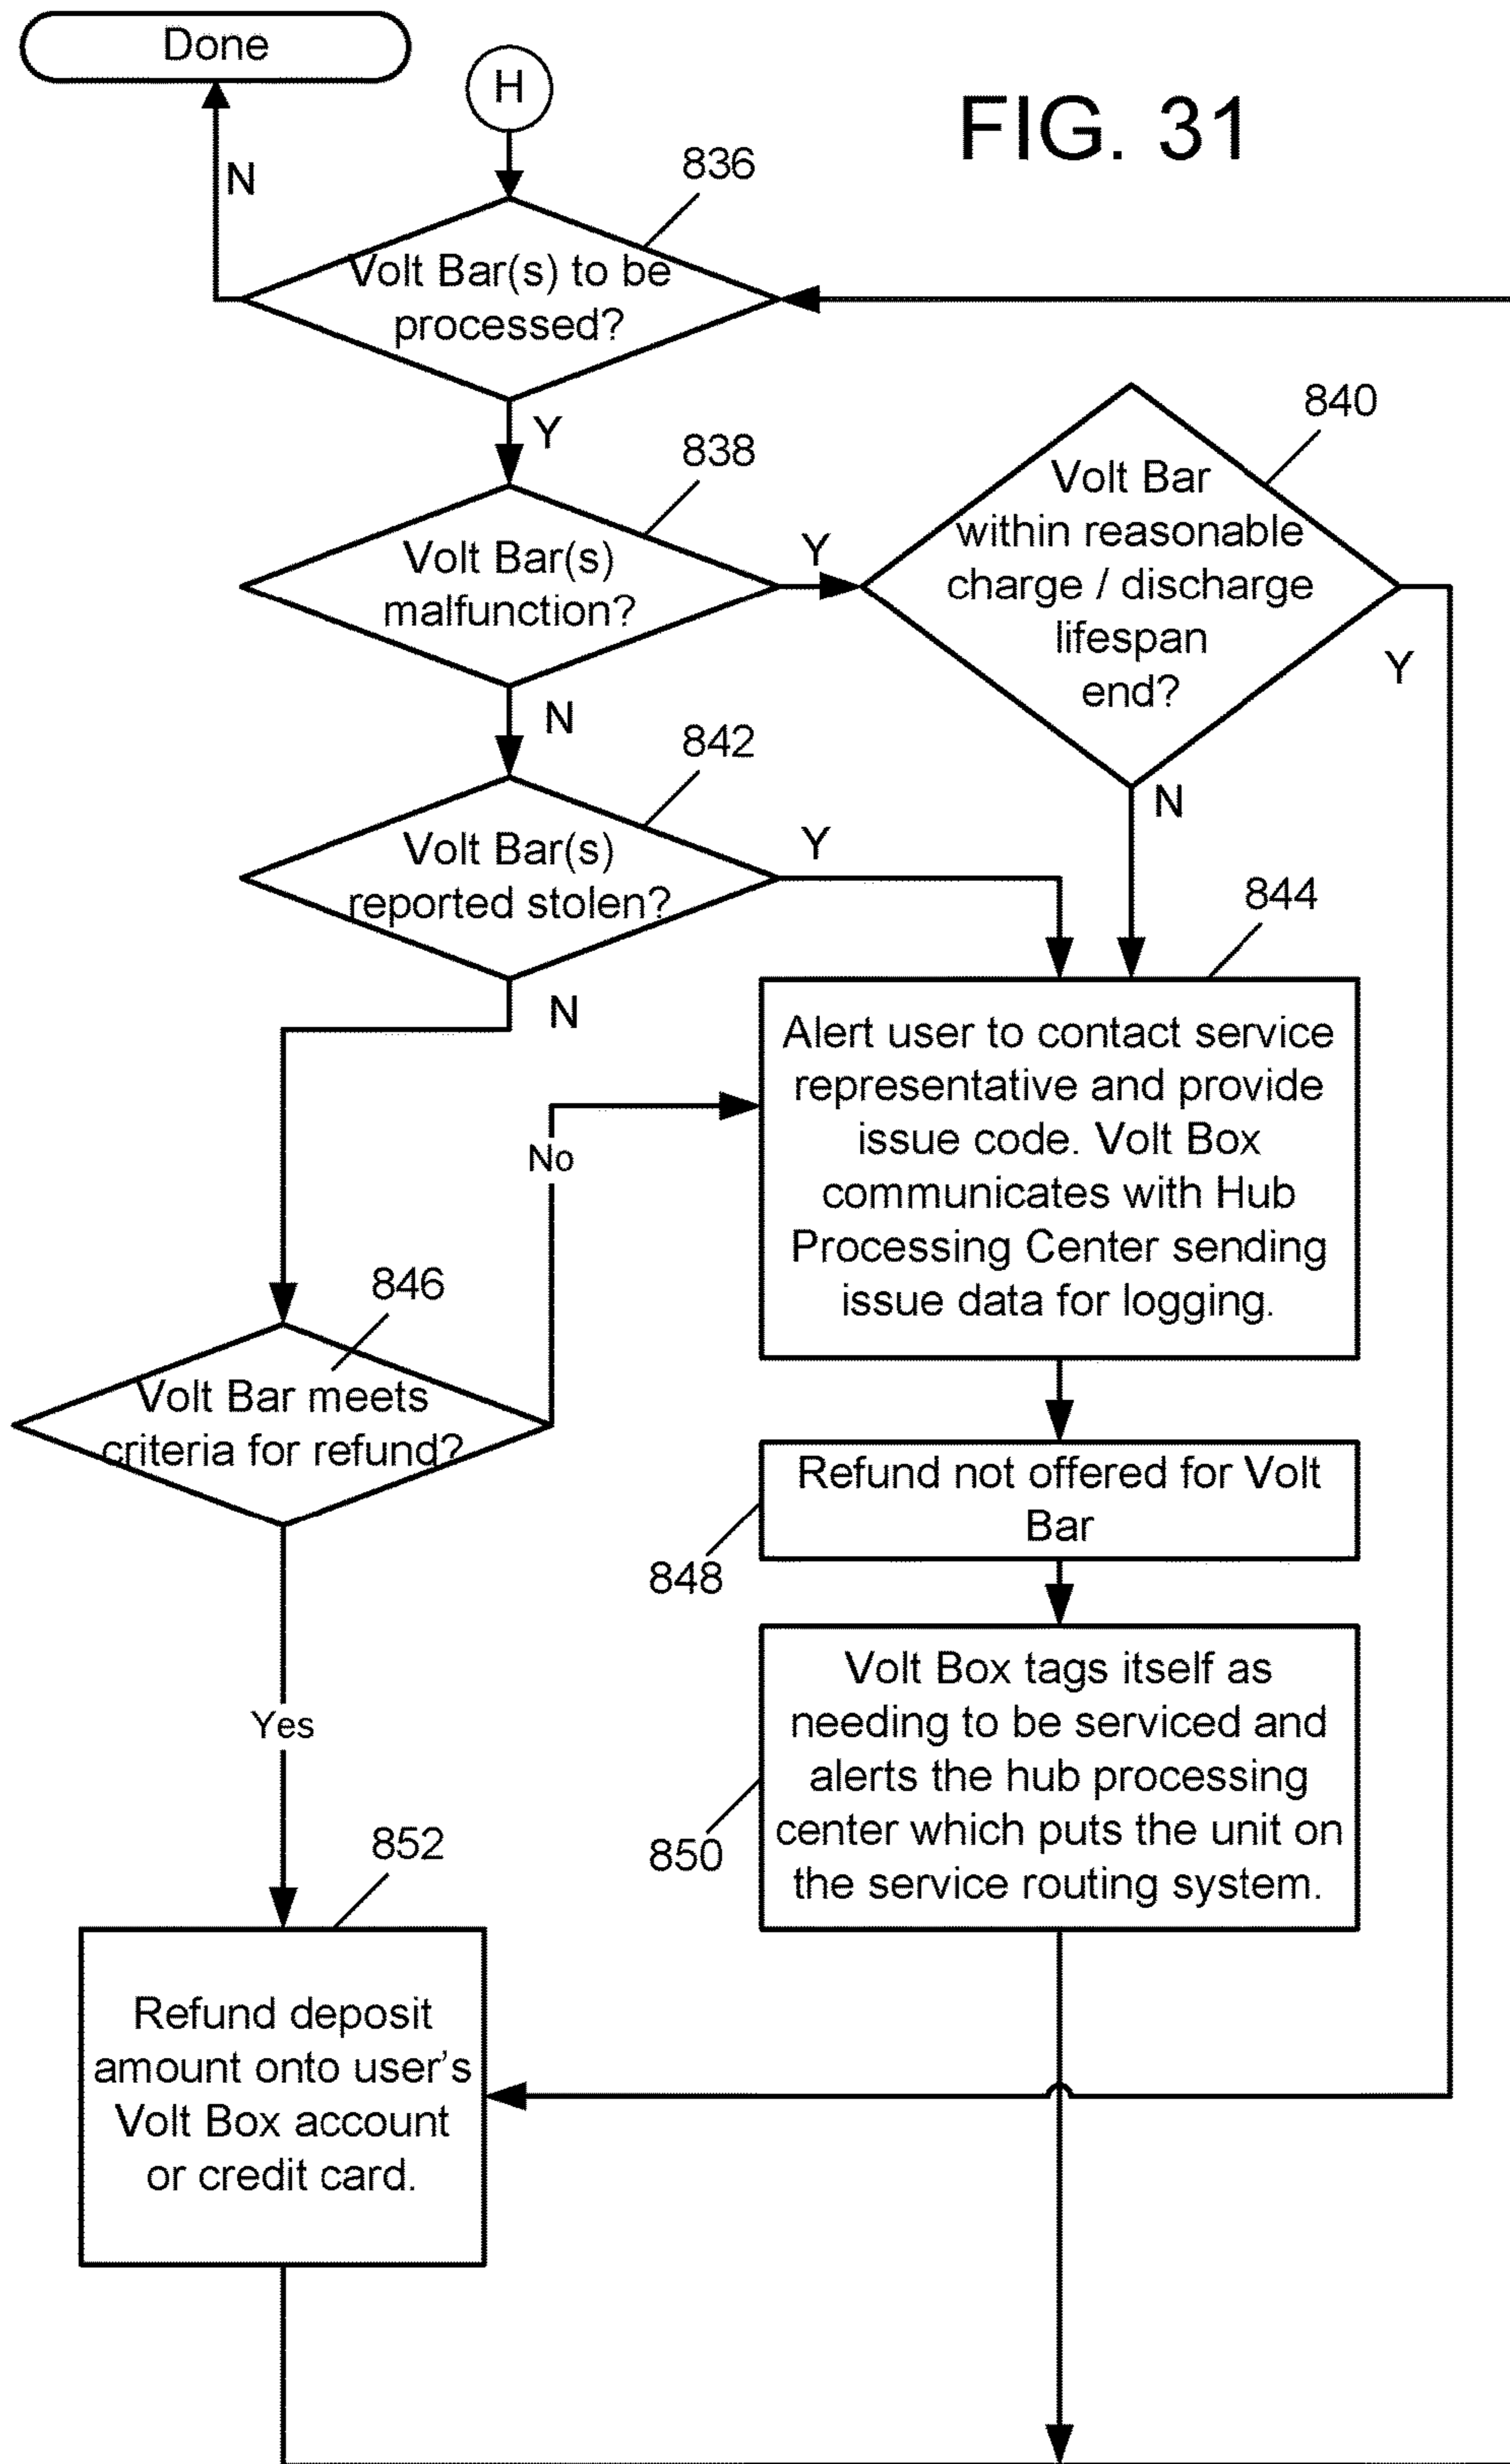 Done
H
FIG. 31
N
836
Volt Bar(s) to be
processed?
Y
838
840
Volt Bar(s)
malfunction?
Y
Volt Bar
within reasonable
charge / discharge
lifespan
end?
Y
N
N
842
Volt Bar(s)
reported stolen?
Y
N
844
Alert user to contact service
representative and provide
issue code. Volt Box
communicates with Hub
Processing Center sending
issue data for logging.
No
846
Volt Bar meets
criteria for refund?
Refund not offered for Volt
Bar
848
Yes
Volt Box tags itself as
needing to be serviced and
alerts the hub processing
center which puts the unit on
the service routing system.
850
852
Refund deposit
amount onto user's
Volt Box account
or credit card.